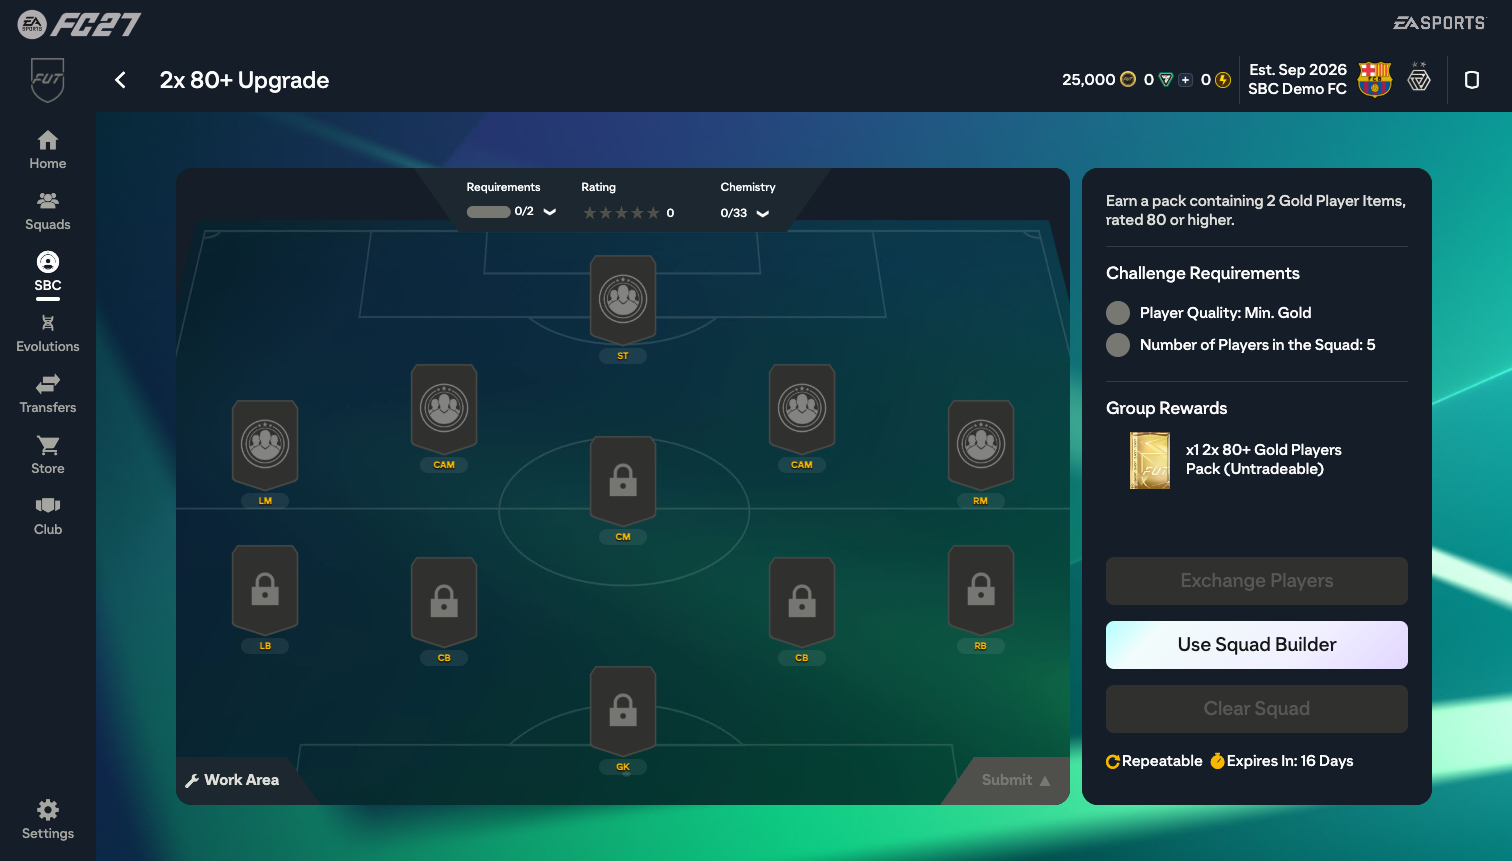 EA SPORTS FC27
EA SPORTS
FUT
2x 80+ Upgrade
25,000 0 + 0
Est. Sep 2026
SBC Demo FC
Home
Squads
SBC
Evolutions
Transfers
Store
Club
Settings
Requirements
0/2
Rating
0
Chemistry
0/33
ST
CAM
CAM
LM
RM
CM
LB
CB
CB
RB
GK
Work Area
Submit
Earn a pack containing 2 Gold Player Items,
rated 80 or higher.
Challenge Requirements
Player Quality: Min. Gold
Number of Players in the Squad: 5
Group Rewards
FUT
x1 2x 80+ Gold Players
Pack (Untradeable)
Exchange Players
Use Squad Builder
Clear Squad
Repeatable Expires In: 16 Days